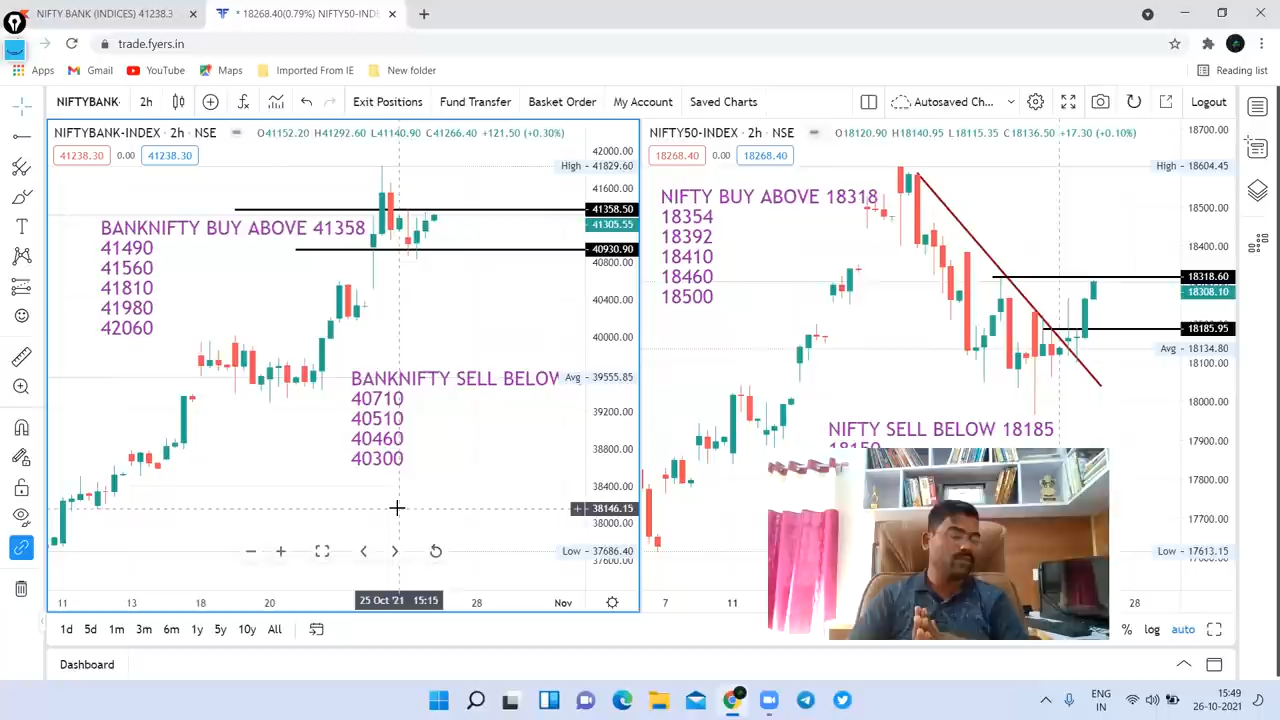 NIFTY BANK (INDICES) 41238.3
* 18268.40(0.79%) NIFTY50-INDE
trade.fyers.in
Apps
Gmail
YouTube
Maps
Imported From IE
New folder
Reading list
NIFTYBANK-
2h
Exit Positions
Fund Transfer
Basket Order
My Account
Saved Charts
Autosaved Ch...
Logout
NIFTYBANK-INDEX · 2h · NSE
O41152.20 H41292.60 L41140.90 C41266.40 +121.50 (+0.30%)
41238.30
0.00
41238.30
42000.00
High
41829.60
41600.00
41358.50
41305.55
40930.90
40800.00
40400.00
40000.00
Avg
39555.85
39200.00
38800.00
38400.00
38146.15
38000.00
Low
37686.40
37600.00
BANKNIFTY BUY ABOVE 41358
41490
41560
41810
41980
42060
BANKNIFTY SELL BELOW
40710
40510
40460
40300
11
13
18
20
25 Oct '21 15:15
28
Nov
NIFTY50-INDEX · 2h · NSE
O18120.90 H18140.95 L18115.35 C18136.50 +17.30 (+0.10%)
18268.40
0.00
18268.40
18700.00
High
18604.45
18500.00
18400.00
18318.60
18308.10
18185.95
Avg
18134.80
18100.00
18000.00
17900.00
17800.00
17700.00
Low
17613.15
NIFTY BUY ABOVE 18318
18354
18392
18410
18460
18500
NIFTY SELL BELOW 18185
18150
7
11
28
1d
5d
1m
3m
6m
1y
5y
10y
All
%
log
auto
Dashboard
ENG
IN
15:49
26-10-2021